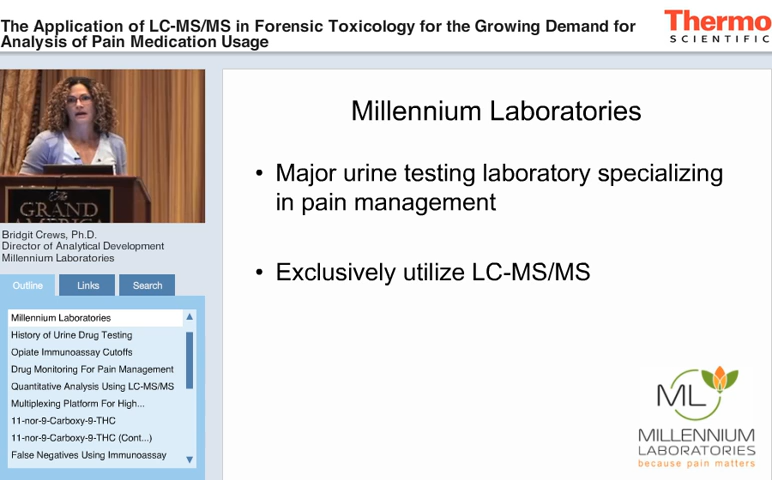 The Application of LC-MS/MS in Forensic Toxicology for the Growing Demand for
Analysis of Pain Medication Usage
Thermo
SCIENTIFIC
GRAND
AMERICA
Bridgit Crews, Ph.D.
Director of Analytical Development
Millennium Laboratories
Outline
Links
Search
Millennium Laboratories
History of Urine Drug Testing
Opiate Immunoassay Cutoffs
Drug Monitoring For Pain Management
Quantitative Analysis Using LC-MS/MS
Multiplexing Platform For High...
11-nor-9-Carboxy-9-THC
11-nor-9-Carboxy-9-THC (Cont...)
False Negatives Using Immunoassay
Millennium Laboratories
• Major urine testing laboratory specializing
in pain management
• Exclusively utilize LC-MS/MS
ML
MILLENNIUM
LABORATORIES
because pain matters